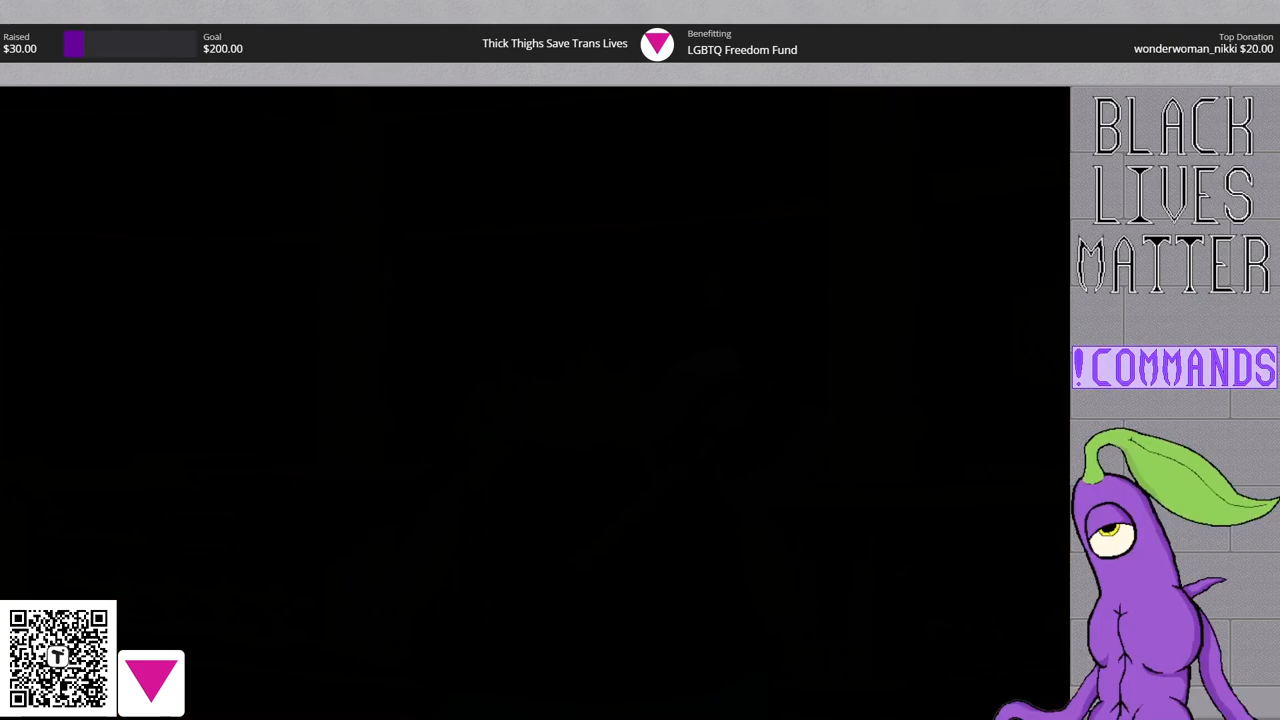 Raised
$30.00
Goal
$200.00
Thick Thighs Save Trans Lives
Benefitting
LGBTQ Freedom Fund
Top Donation
wonderwoman_nikki $20.00
BLACK
LIVES
MATTER
!COMMANDS
T